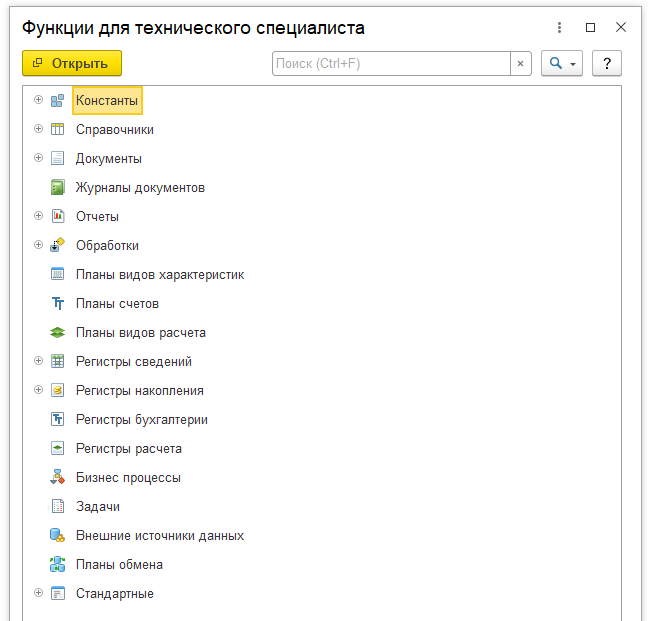 Функции для технического специалиста
Открыть
Поиск (Ctrl+F)
×
?
Константы
Справочники
Документы
Журналы документов
Отчеты
Обработки
Планы видов характеристик
Планы счетов
Планы видов расчета
Регистры сведений
Регистры накопления
Регистры бухгалтерии
Регистры расчета
Бизнес процессы
Задачи
Внешние источники данных
Планы обмена
Стандартные